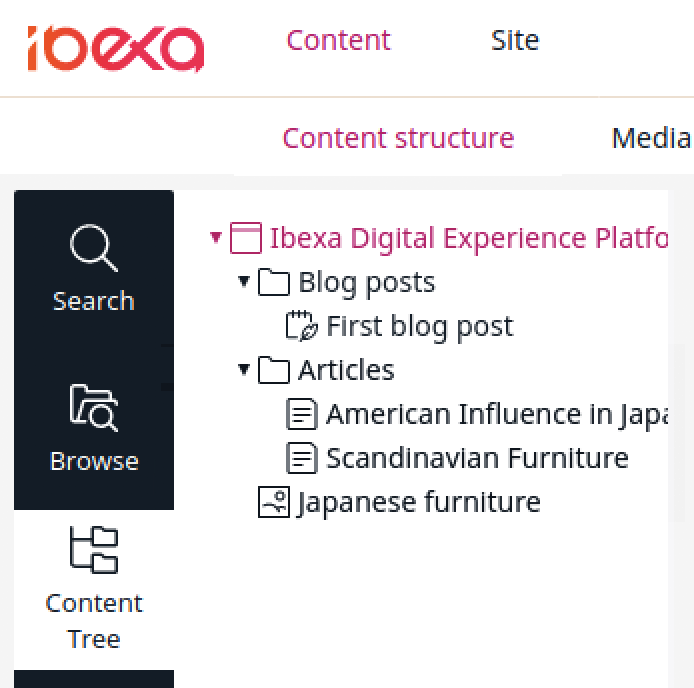 ibexa
Content Site
Content structure Media
Ibexa Digital Experience Platfo
Search
Blog posts
First blog post
Articles
American Influence in Japa
Browse
Scandinavian Furniture
Japanese furniture
Content
Tree